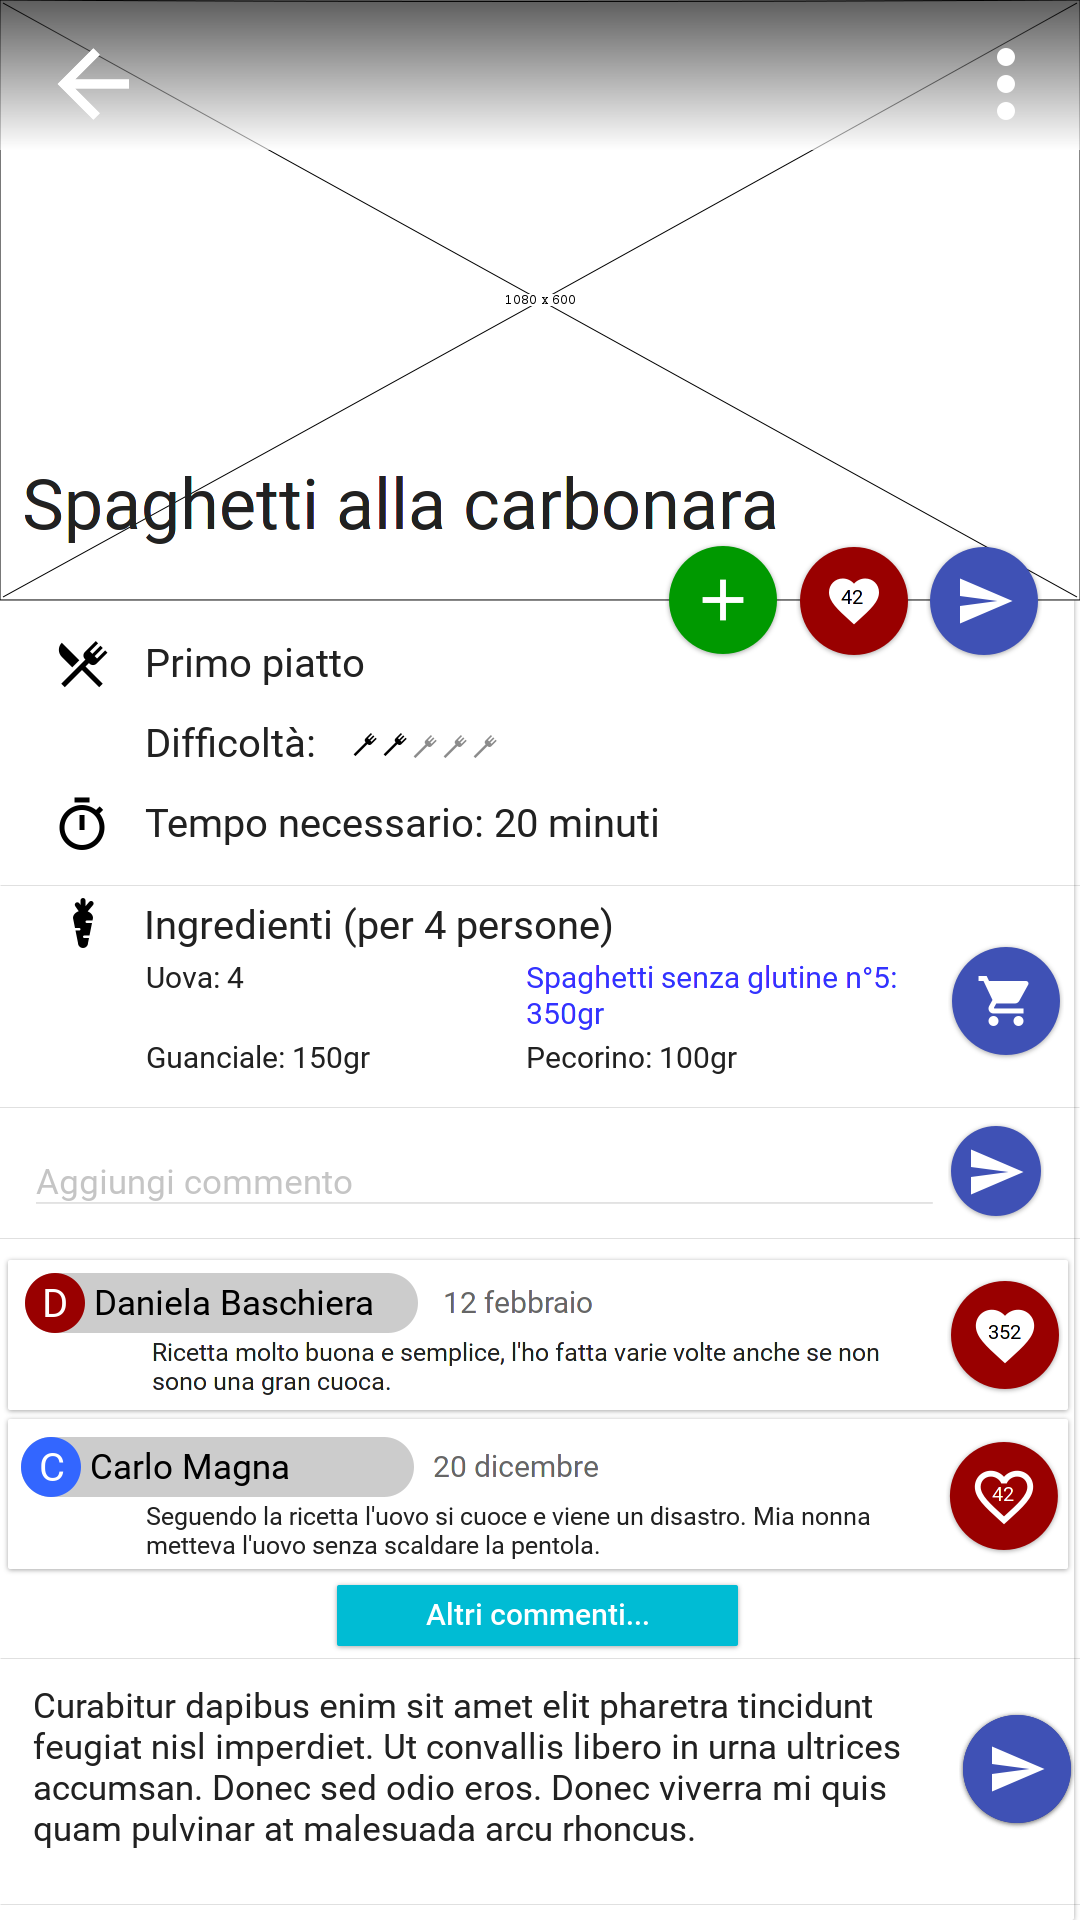 1080 x 600
Spaghetti alla carbonara
42
Primo piatto
Difficoltà:
Tempo necessario: 20 minuti
Ingredienti (per 4 persone)
Uova: 4
Spaghetti senza glutine n°5:
350gr
Guanciale: 150gr
Pecorino: 100gr
Aggiungi commento
D Daniela Baschiera 12 febbraio
352
Ricetta molto buona e semplice, l'ho fatta varie volte anche se non
sono una gran cuoca.
C Carlo Magna 20 dicembre
42
Seguendo la ricetta l'uovo si cuoce e viene un disastro. Mia nonna
metteva l'uovo senza scaldare la pentola.
Altri commenti...
Curabitur dapibus enim sit amet elit pharetra tincidunt
feugiat nisl imperdiet. Ut convallis libero in urna ultrices
accumsan. Donec sed odio eros. Donec viverra mi quis
quam pulvinar at malesuada arcu rhoncus.